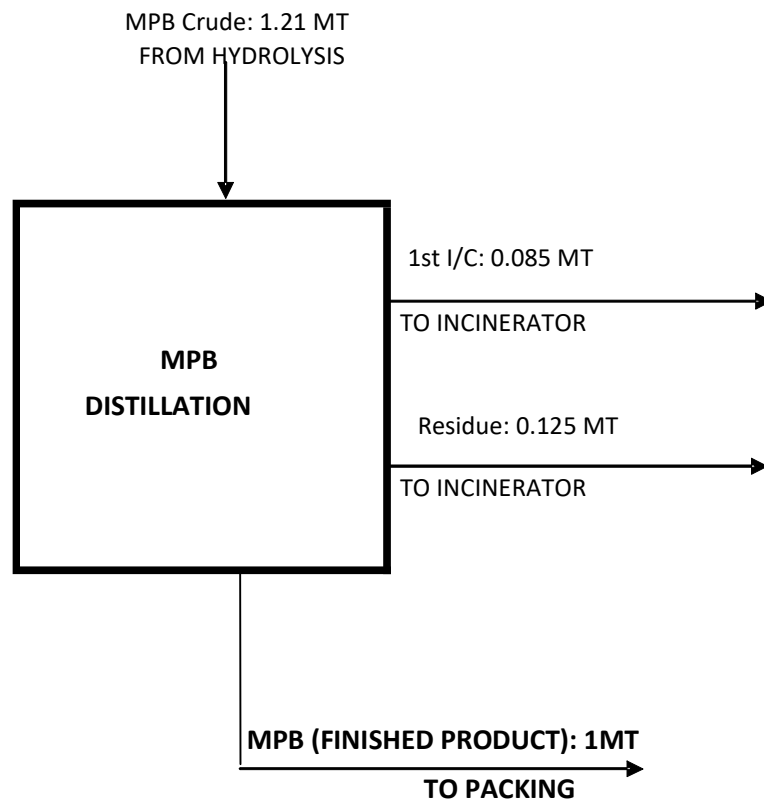 MPB Crude: 1.21 MT
FROM HYDROLYSIS
1st I/C: 0.085 MT
TO INCINERATOR
MPB
DISTILLATION
Residue: 0.125 MT
TO INCINERATOR
MPB (FINISHED PRODUCT): 1MT
TO PACKING